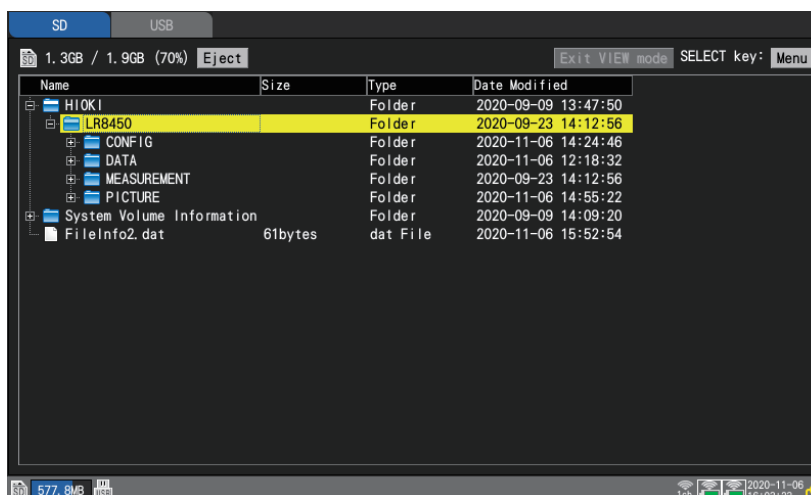 SD USB
SD 1.3GB / 1.9GB (70%) Eject Exit VIEW mode SELECT key: Menu
Name Size Type Date Modified
HIOKI Folder 2020-09-09 13:47:50
LR8450 Folder 2020-09-23 14:12:56
CONFIG Folder 2020-11-06 14:24:46
DATA Folder 2020-11-06 12:18:32
MEASUREMENT Folder 2020-09-23 14:12:56
PICTURE Folder 2020-11-06 14:55:22
System Volume Information Folder 2020-09-09 14:09:20
FileInfo2.dat 61bytes dat File 2020-11-06 15:52:54
SD 577.8MB USB 2020-11-06